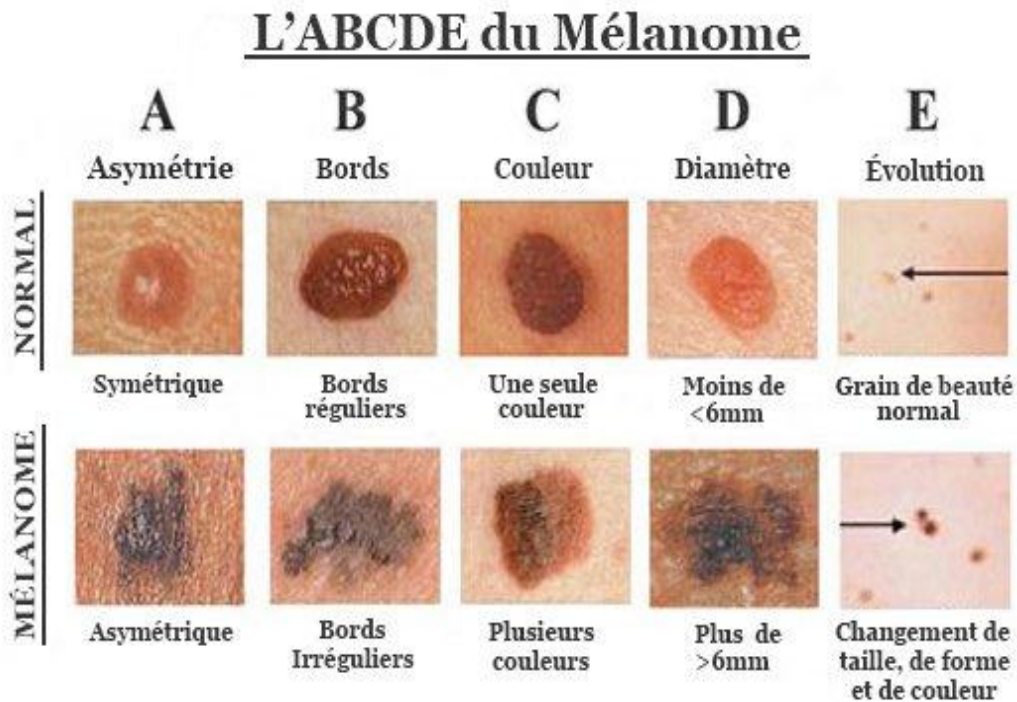 L'ABCDE du Mélanome
A
B
C
D
E
Asymétrie
Bords
Couleur
Diamètre
Évolution
NORMAL
Symétrique
Bords
réguliers
Une seule
couleur
Moins de
<6mm
Grain de beauté
normal
MÉLANOME
Asymétrique
Bords
Irréguliers
Plusieurs
couleurs
Plus de
>6mm
Changement de
taille, de forme
et de couleur